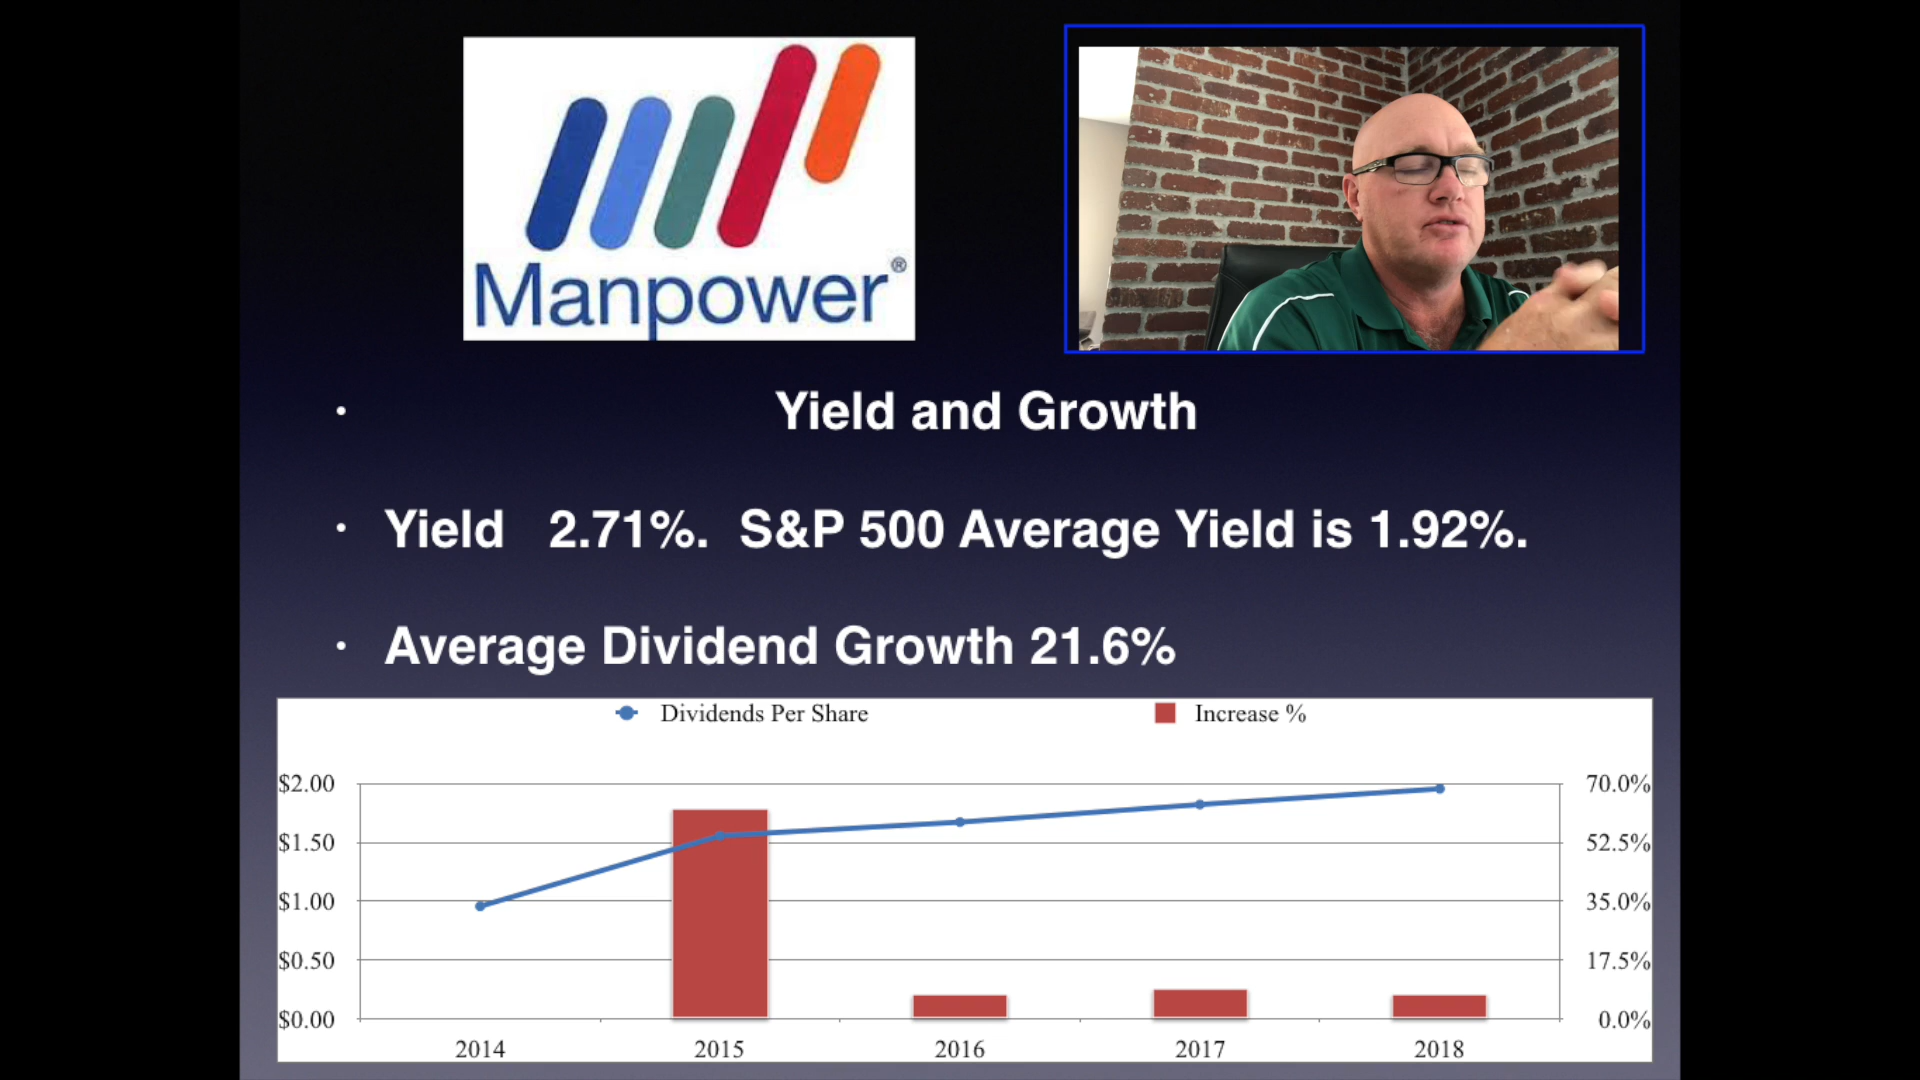 Manpower®
Yield and Growth
Yield 2.71%. S&P 500 Average Yield is 1.92%.
Average Dividend Growth 21.6%
Dividends Per Share
Increase %
$2.00
70.0%
$1.50
52.5%
$1.00
35.0%
$0.50
17.5%
$0.00
0.0%
2014 2015 2016 2017 2018